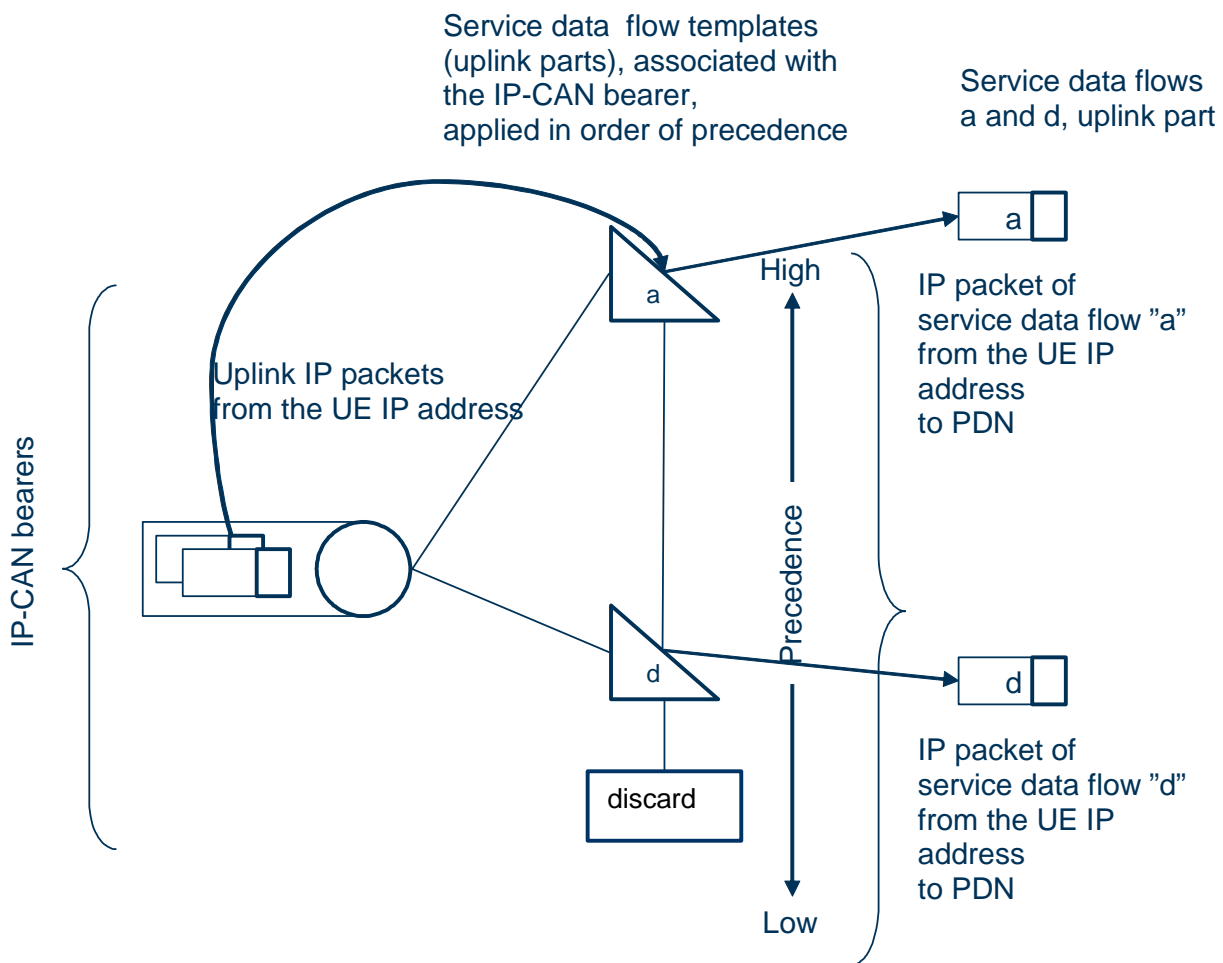 Service data  flow templates
(uplink parts), associated with
the IP-CAN bearer,
applied in order of precedence
Service data flows
a and d, uplink part
a
High
a
IP packet of
service data flow ”a”
from the UE IP
address
to PDN
Uplink IP packets
from the UE IP address
IP-CAN bearers
Precedence
d
d
IP packet of
service data flow ”d”
from the UE IP
address
to PDN
discard
Low